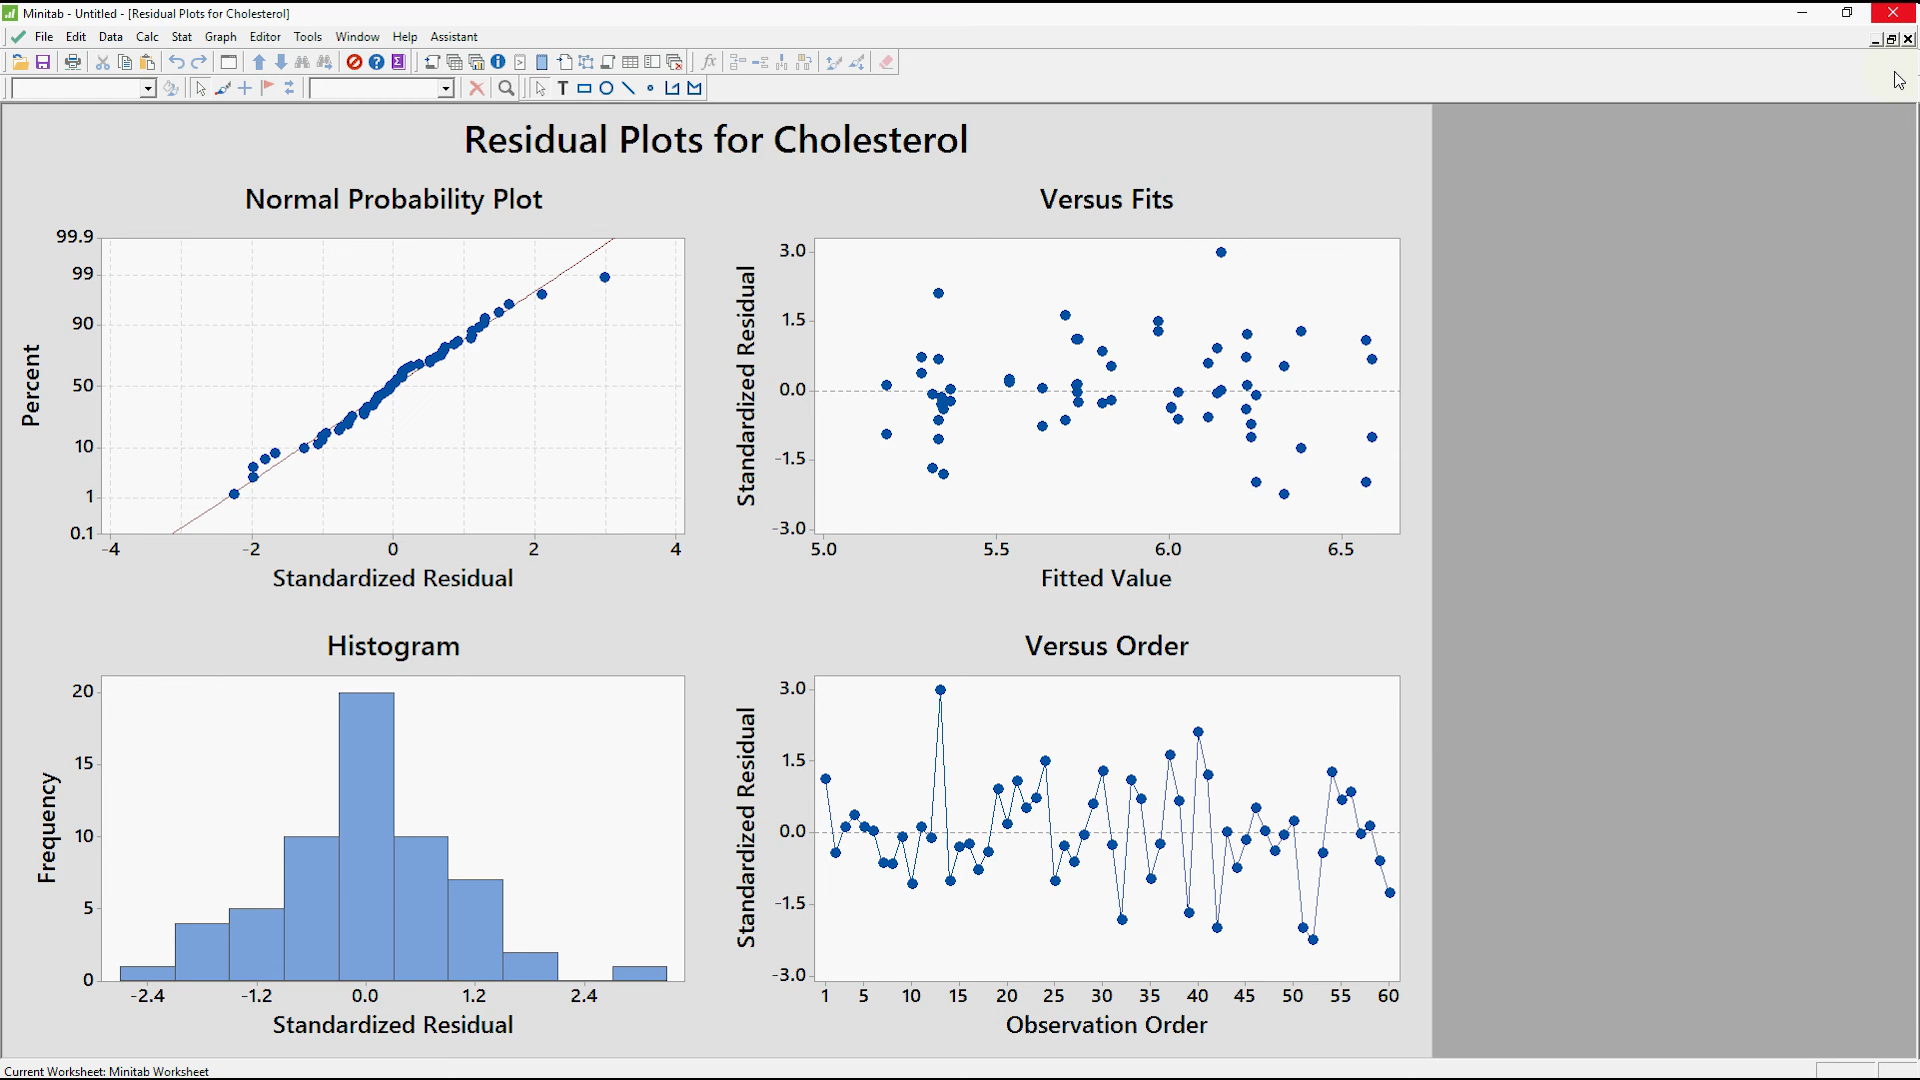 Minitab - Untitled - [Residual Plots for Cholesterol]
File Edit Data Calc Stat Graph Editor Tools Window Help Assistant
Residual Plots for Cholesterol
Normal Probability Plot
99.9
99
90
50
10
1
0.1
Percent
-4 -2 0 2 4
Standardized Residual
Versus Fits
3.0
1.5
0.0
-1.5
-3.0
Standardized Residual
5.0 5.5 6.0 6.5
Fitted Value
Histogram
20
15
10
5
0
Frequency
-2.4 -1.2 0.0 1.2 2.4
Standardized Residual
Versus Order
3.0
1.5
0.0
-1.5
-3.0
Standardized Residual
1 5 10 15 20 25 30 35 40 45 50 55 60
Observation Order
Current Worksheet: Minitab Worksheet